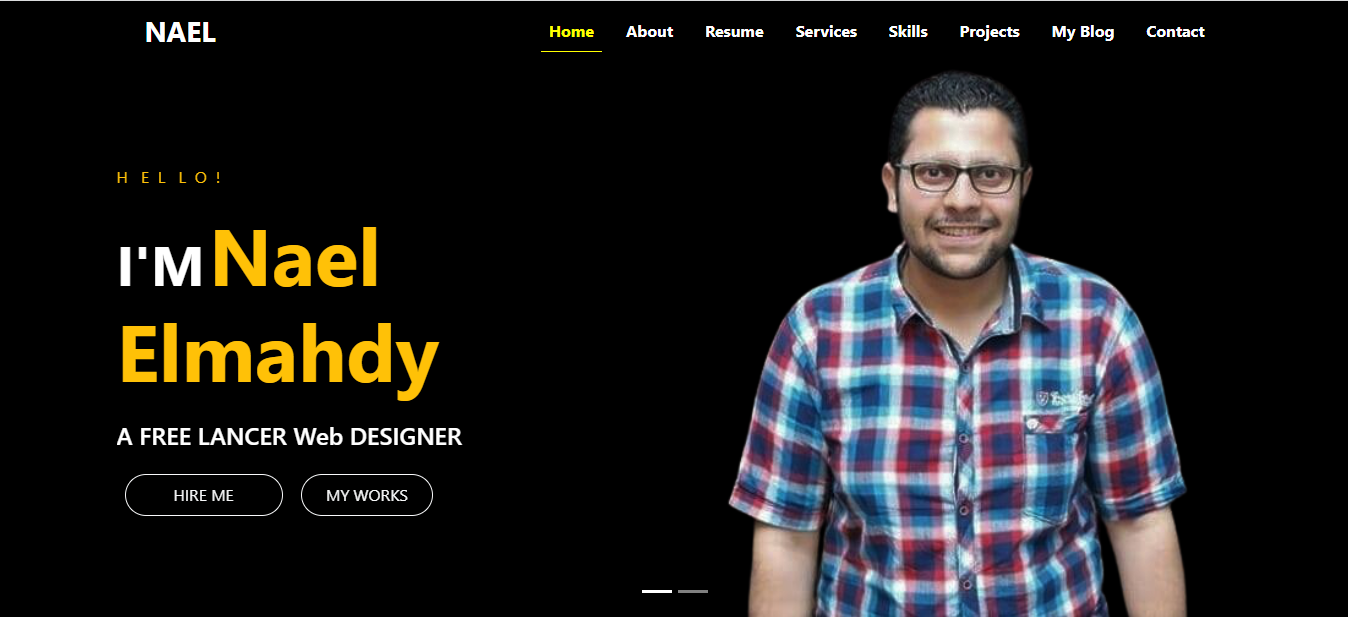 NAEL
Home About Resume Services Skills Projects My Blog Contact
HELLO!
I'M Nael
Elmahdy
A FREE LANCER Web DESIGNER
HIRE ME MY WORKS